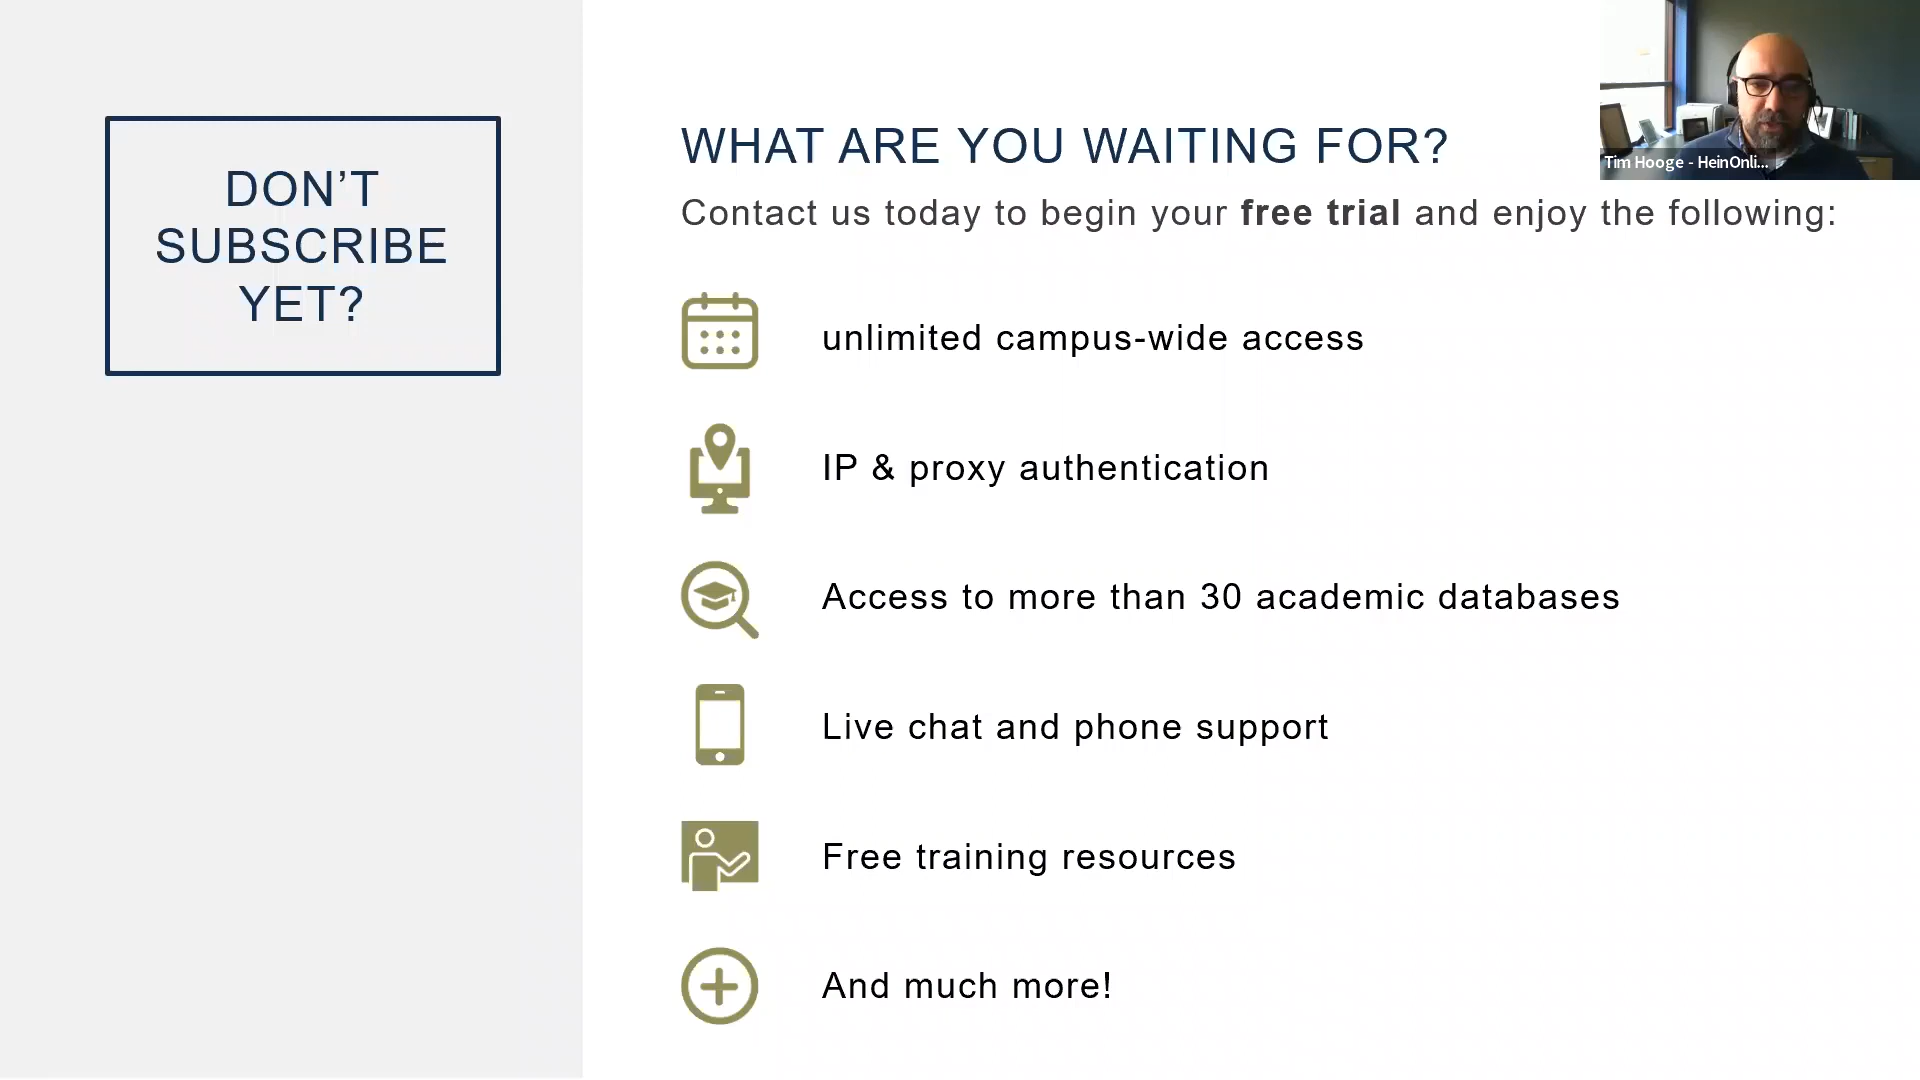 DON’T
SUBSCRIBE
YET?
WHAT ARE YOU WAITING FOR?
Contact us today to begin your free trial and enjoy the following:
unlimited campus-wide access
IP & proxy authentication
Access to more than 30 academic databases
Live chat and phone support
Free training resources
And much more!
Tim Hooge - HeinOnli...